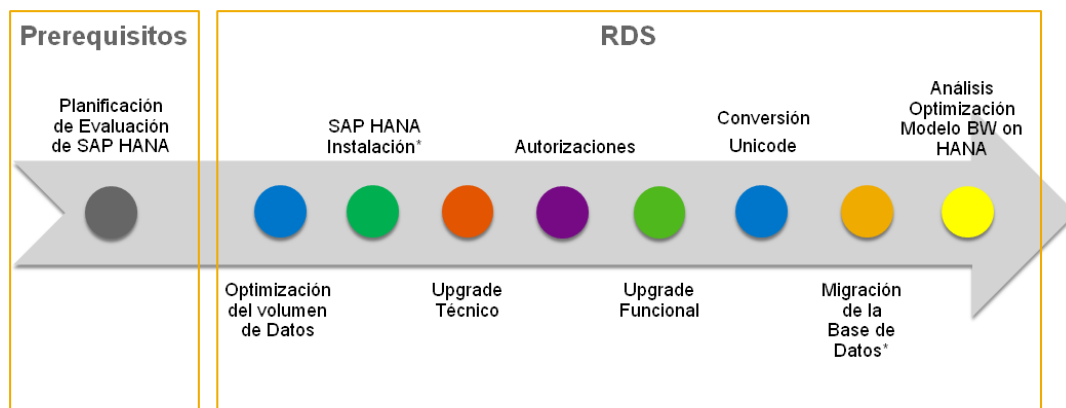 Prerequisitos
RDS
Planificación
de Evaluación
de SAP HANA
Optimización
del volumen
de Datos
SAP HANA
Instalación*
Upgrade
Técnico
Autorizaciones
Upgrade
Funcional
Conversión
Unicode
Migración
de la
Base de
Datos*
Análisis
Optimización
Modelo BW on
HANA